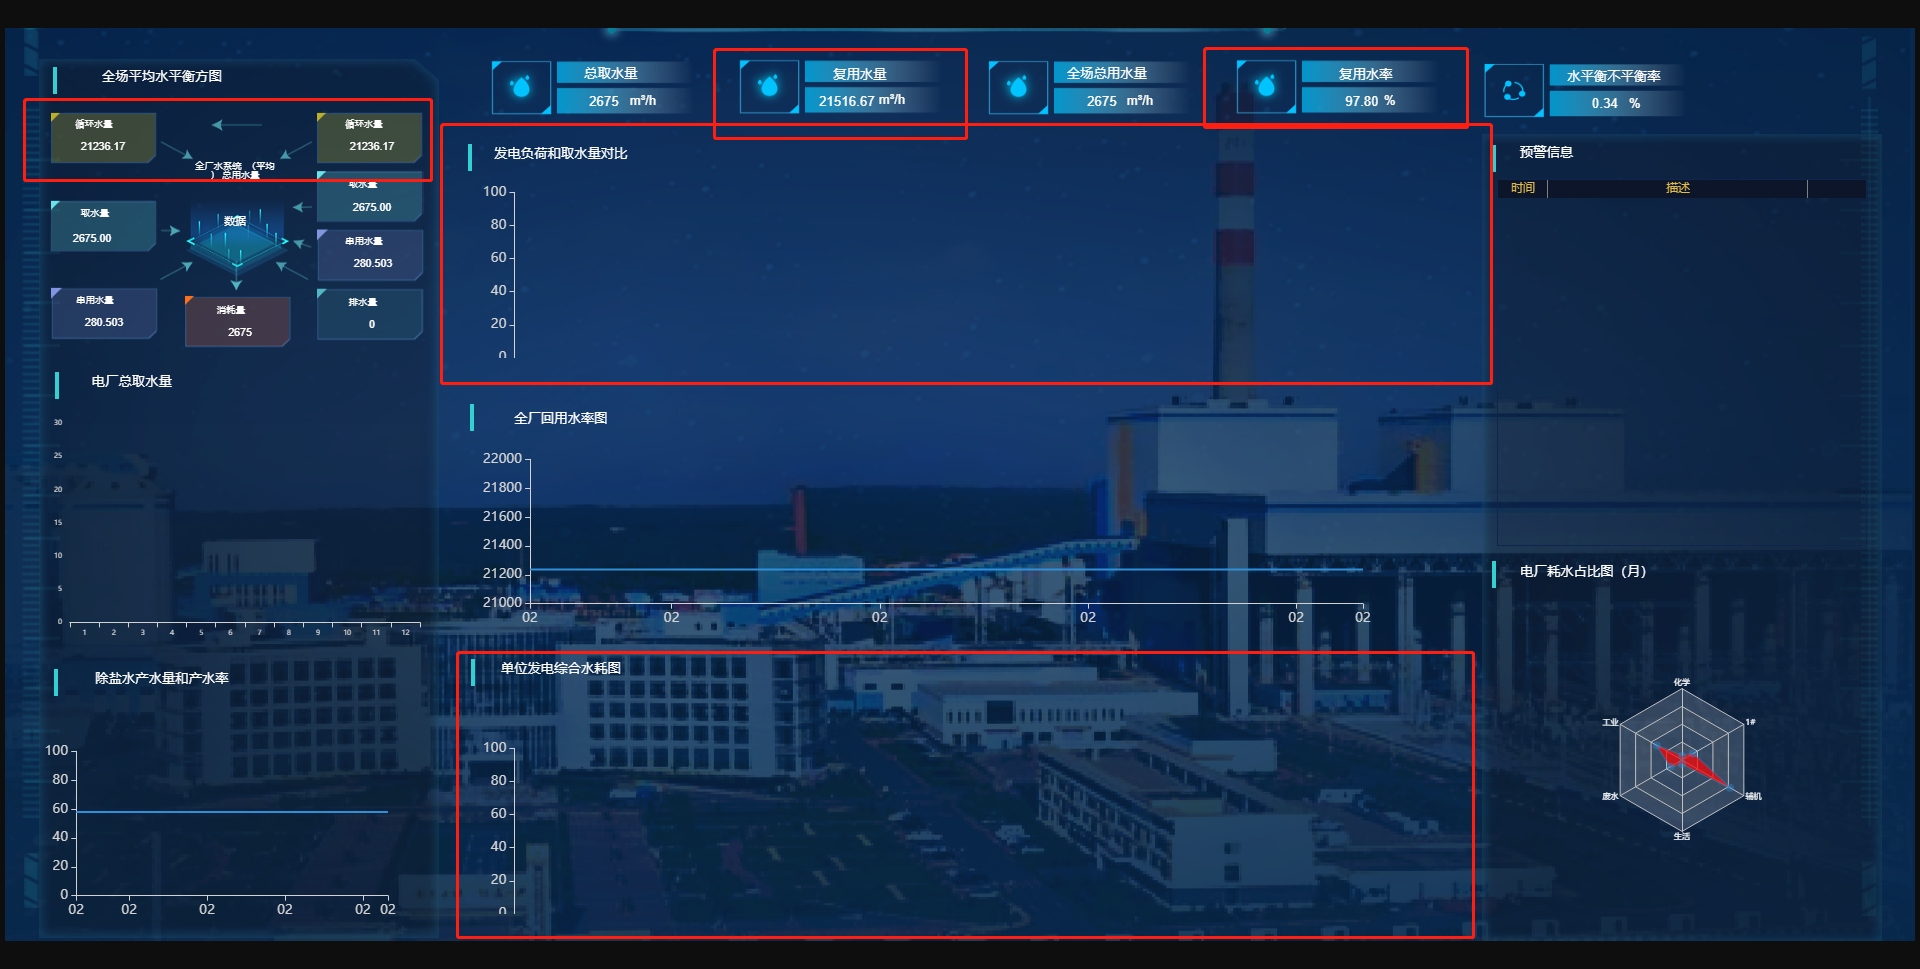 总取水量
2675 m³/h
复用水量
21516.67 m³/h
全场总用水量
2675 m³/h
复用水率
97.80 %
水平衡不平衡率
0.34 %
全场平均水平衡方图
循环水量
21236.17
循环水量
21236.17
全厂水系统 （平均
） 总用水量
取水量
2675.00
取水量
2675.00
数据
串用水量
280.503
串用水量
280.503
消耗量
2675
排水量
0
电厂总取水量
30
25
20
15
10
5
0
1 2 3 4 5 6 7 8 9 10 11 12
除盐水产水量和产水率
100
80
60
40
20
0
02 02 02 02 02 02
发电负荷和取水量对比
100
80
60
40
20
0
全厂回用水率图
22000
21800
21600
21400
21200
21000
02 02 02 02 02 02
单位发电综合水耗图
100
80
60
40
20
0
预警信息
时间 描述
电厂耗水占比图（月）
化学
工业 1#
废水 辅机
生活